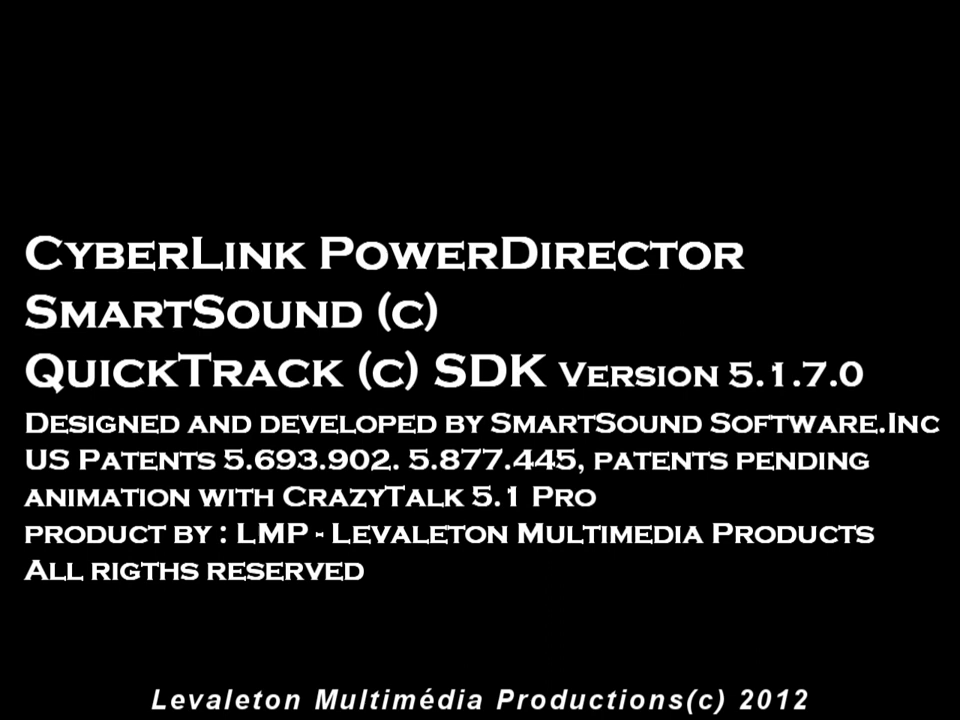 CyberLink PowerDirector
SmartSound (c)
QuickTrack (c) SDK Version 5.1.7.0
Designed and developed by SmartSound Software.Inc
US Patents 5.693.902. 5.877.445, patents pending
animation with CrazyTalk 5.1 Pro
product by : LMP - Levaleton Multimedia Products
All rigths reserved
Levaleton Multimédia Productions(c) 2012